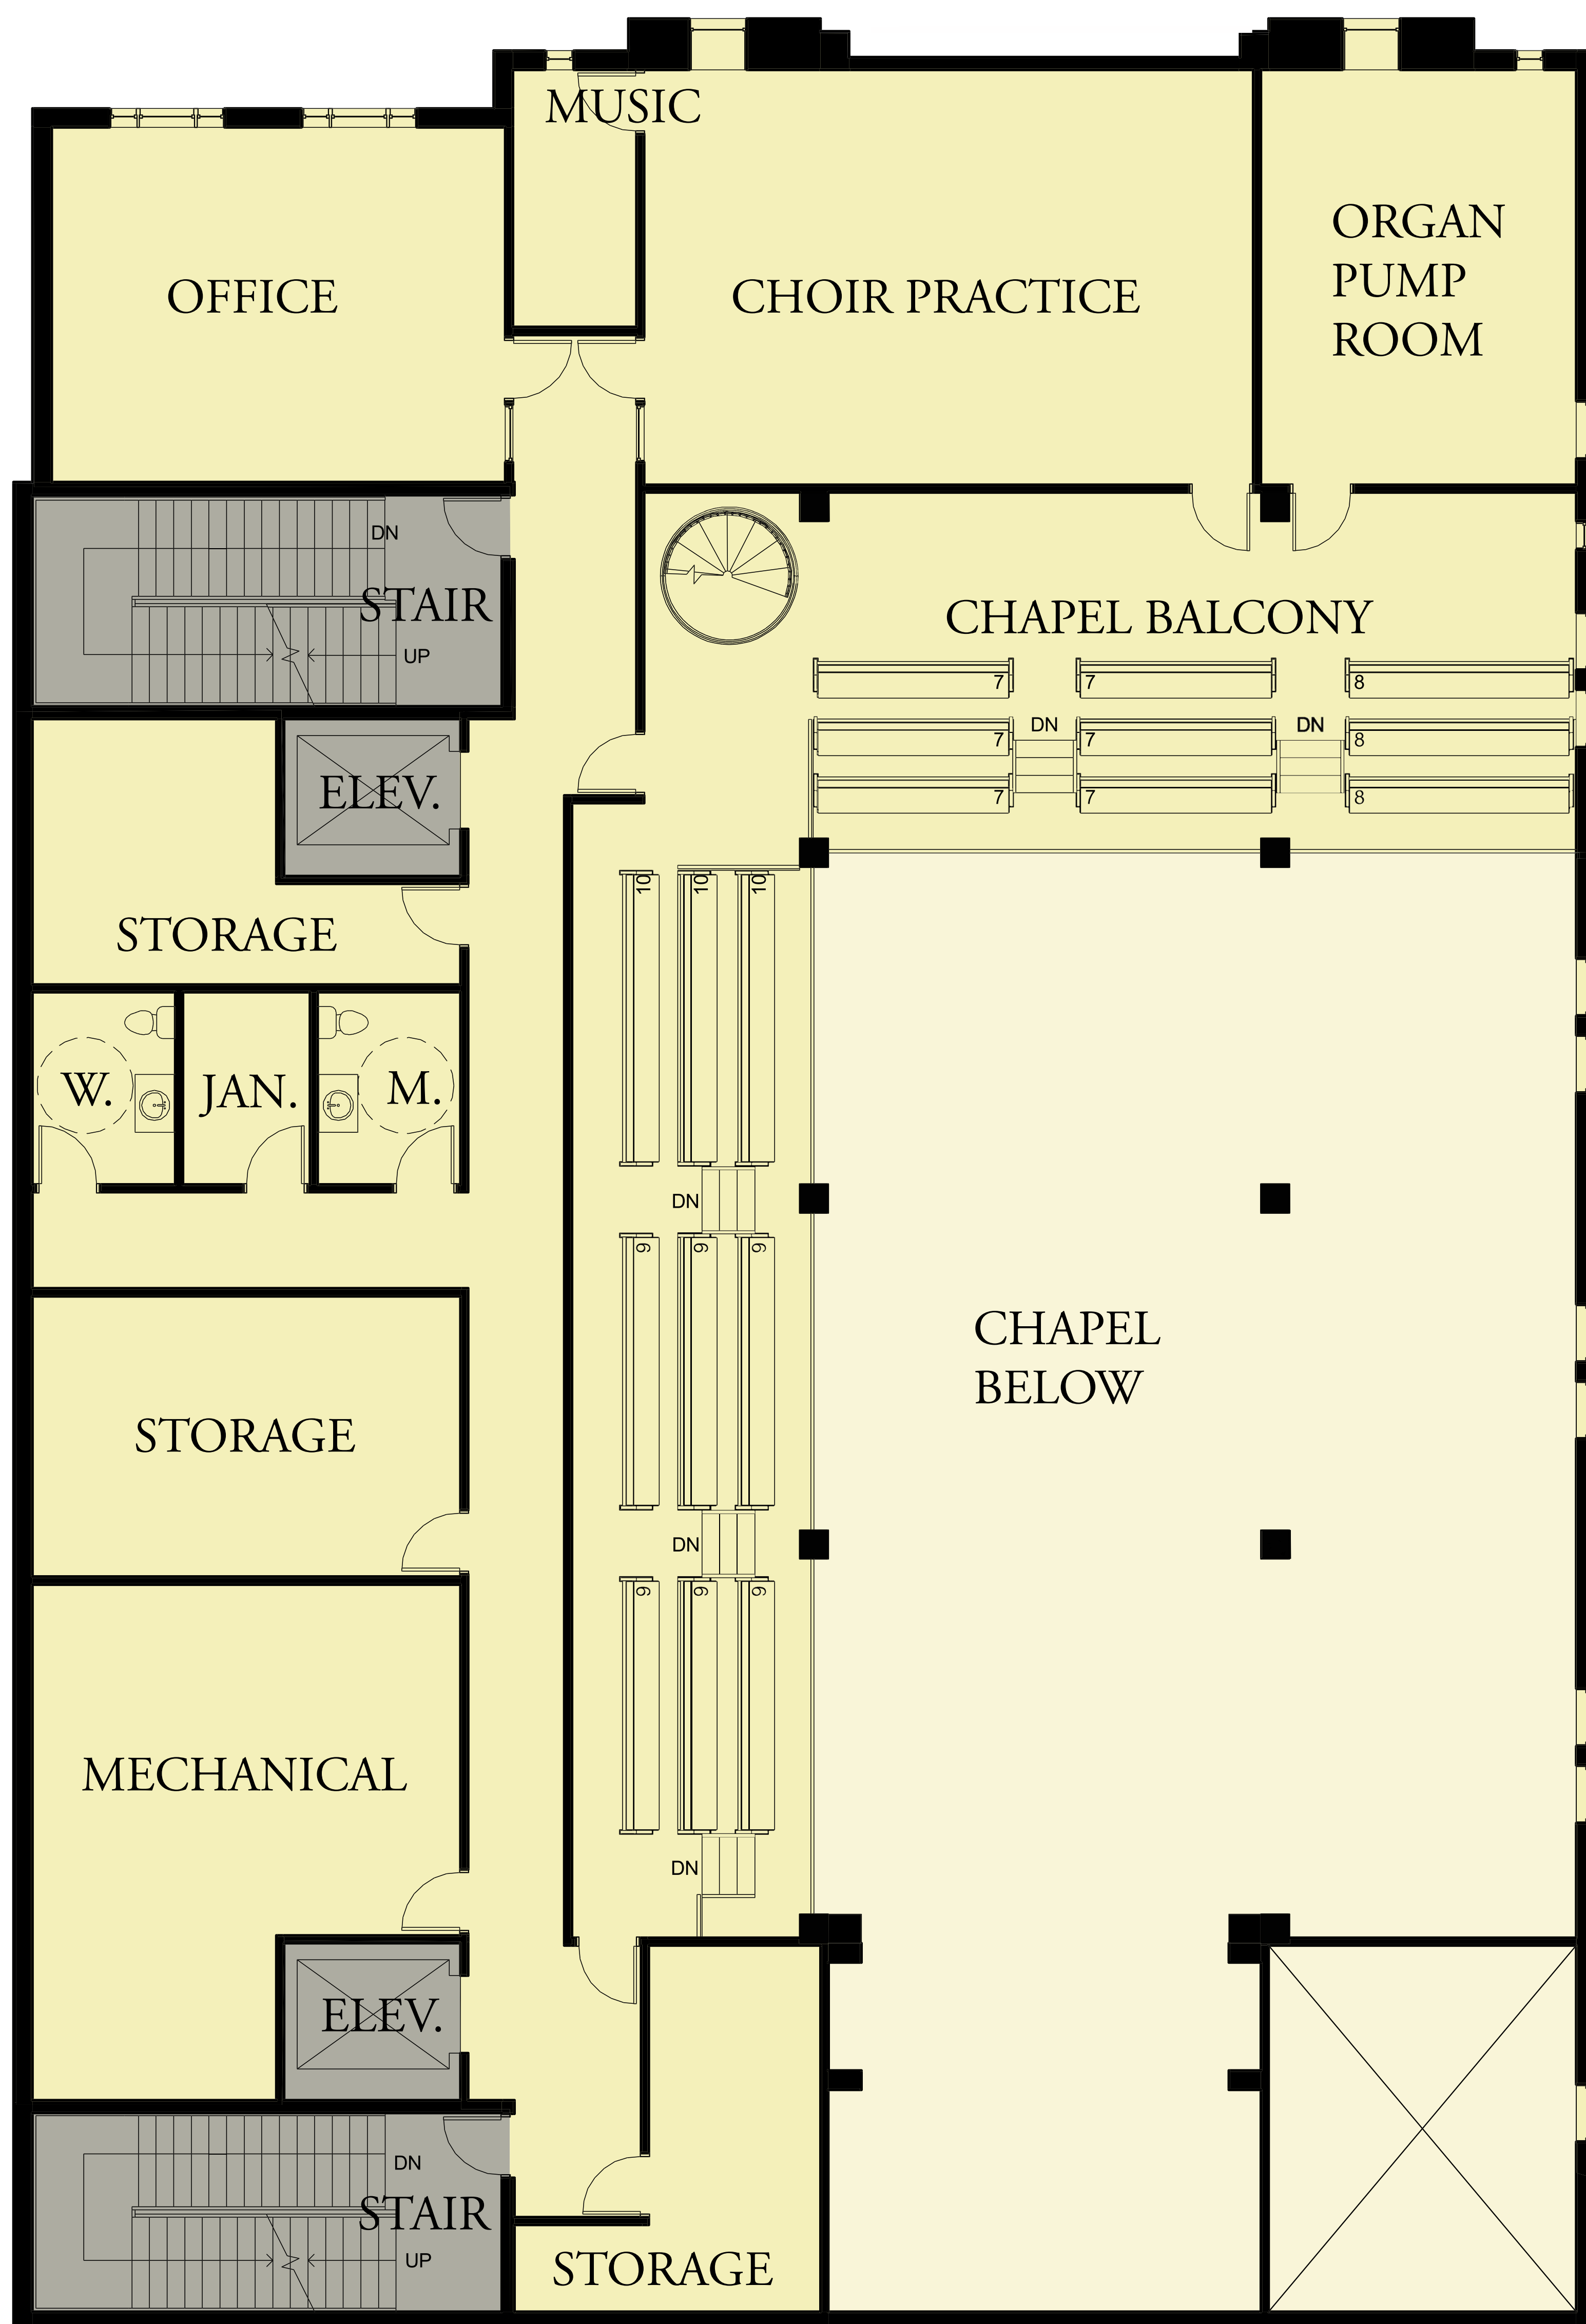 MUSIC
OFFICE
CHOIR PRACTICE
ORGAN
PUMP
ROOM
DN
STAIR
UP
CHAPEL BALCONY
7
7
8
DN
DN
7
7
8
7
7
8
ELEV.
STORAGE
10
10
10
W.
JAN.
M.
DN
9
9
9
CHAPEL
BELOW
STORAGE
DN
9
9
9
MECHANICAL
DN
ELEV.
DN
STAIR
UP
STORAGE